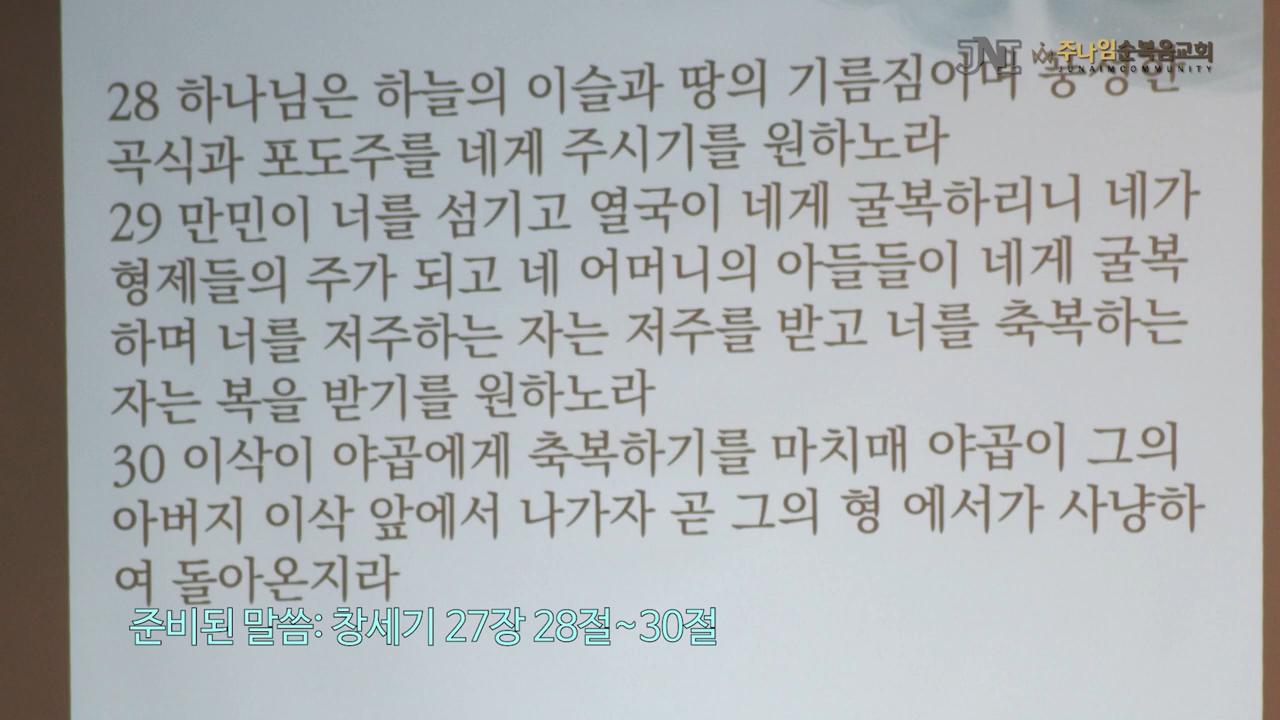 JNI 주나임순복음교회
JUNAIMCOMMUNITY
28 하나님은 하늘의 이슬과 땅의 기름짐이며
곡식과 포도주를 네게 주시기를 원하노라
29 만민이 너를 섬기고 열국이 네게 굴복하리니 네가
형제들의 주가 되고 네 어머니의 아들들이 네게 굴복
하며 너를 저주하는 자는 저주를 받고 너를 축복하는
자는 복을 받기를 원하노라
30 이삭이 야곱에게 축복하기를 마치매 야곱이 그의
아버지 이삭 앞에서 나가자 곧 그의 형 에서가 사냥하
여 돌아온지라
준비된 말씀: 창세기 27장 28절~30절